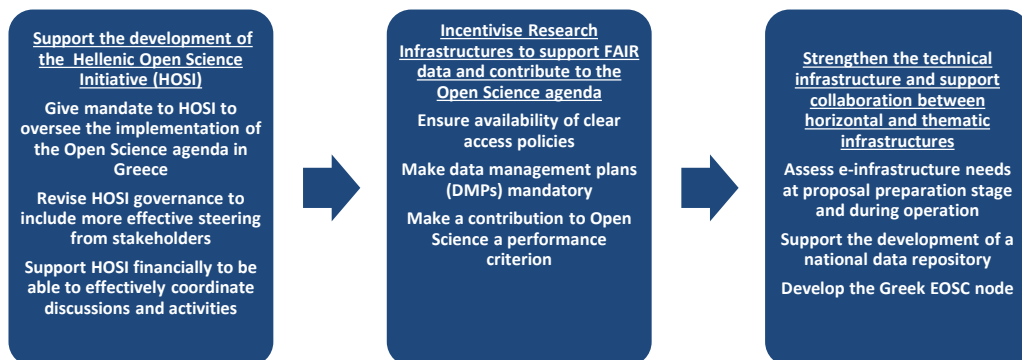 Support the development of
the Hellenic Open Science
Initiative (HOSI)
Give mandate to HOSI to
oversee the implementation of
the Open Science agenda in
Greece
Revise HOSI governance to
include more effective steering
from stakeholders
Support HOSI financially to be
able to effectively coordinate
discussions and activities
Incentivise Research
Infrastructures to support FAIR
data and contribute to the
Open Science agenda
Ensure availability of clear
access policies
Make data management plans
(DMPs) mandatory
Make a contribution to Open
Science a performance
criterion
Strengthen the technical
infrastructure and support
collaboration between
horizontal and thematic
infrastructures
Assess e-infrastructure needs
at proposal preparation stage
and during operation
Support the development of a
national data repository
Develop the Greek EOSC node